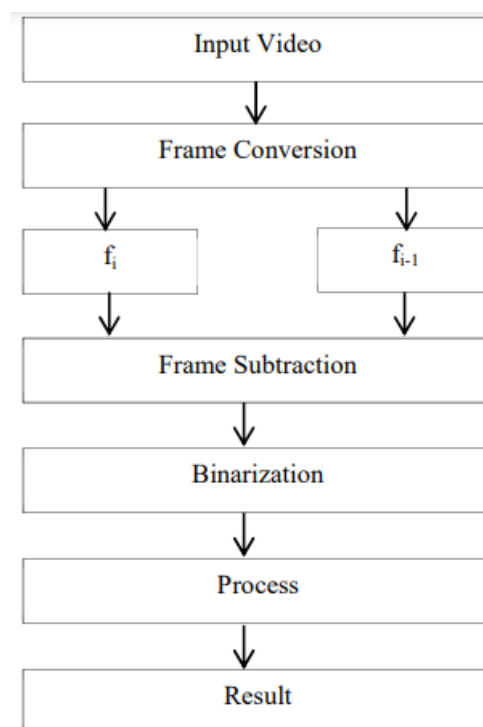 Input Video
Frame Conversion
fᵢ
fᵢ₋₁
Frame Subtraction
Binarization
Process
Result